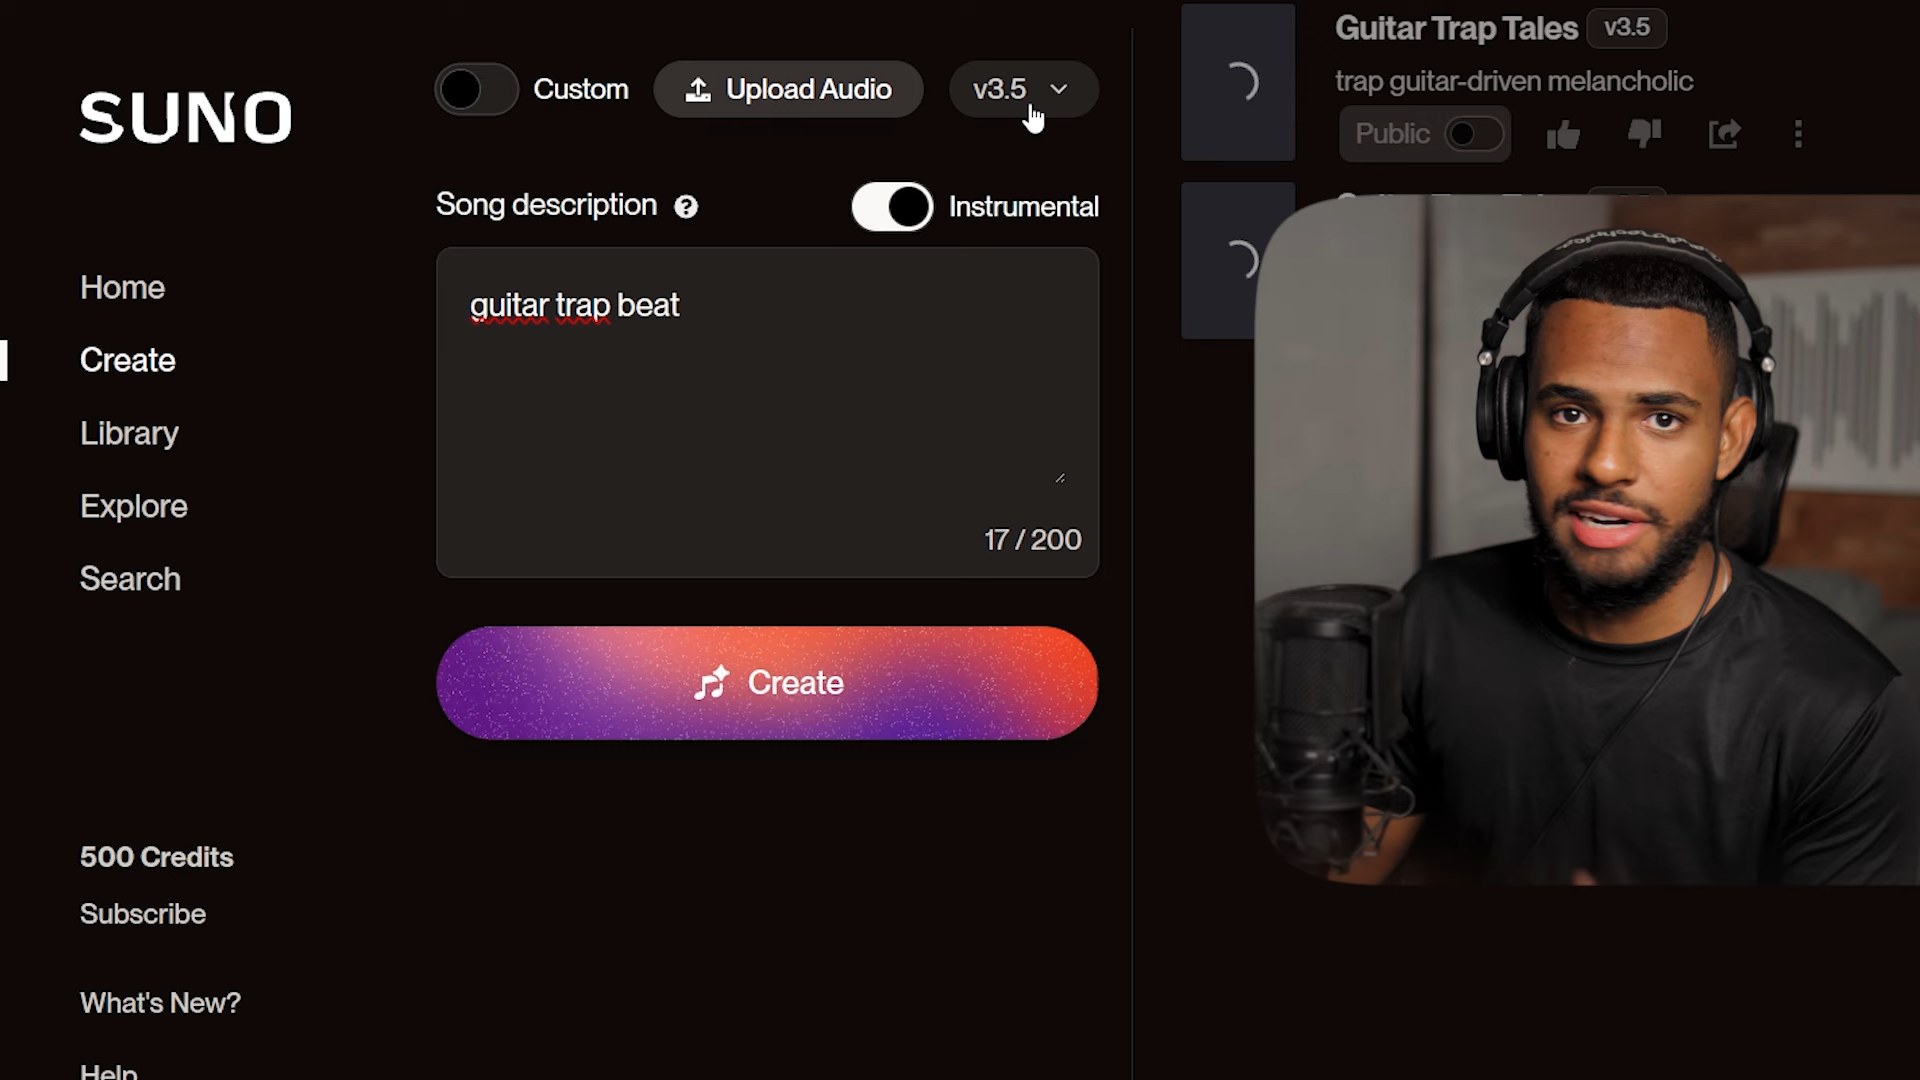 SUNO
Home
Create
Library
Explore
Search
500 Credits
Subscribe
What's New?
Help
Custom
Upload Audio
v3.5
Song description
Instrumental
guitar trap beat
17 / 200
Create
Guitar Trap Tales v3.5
trap guitar-driven melancholic
Public